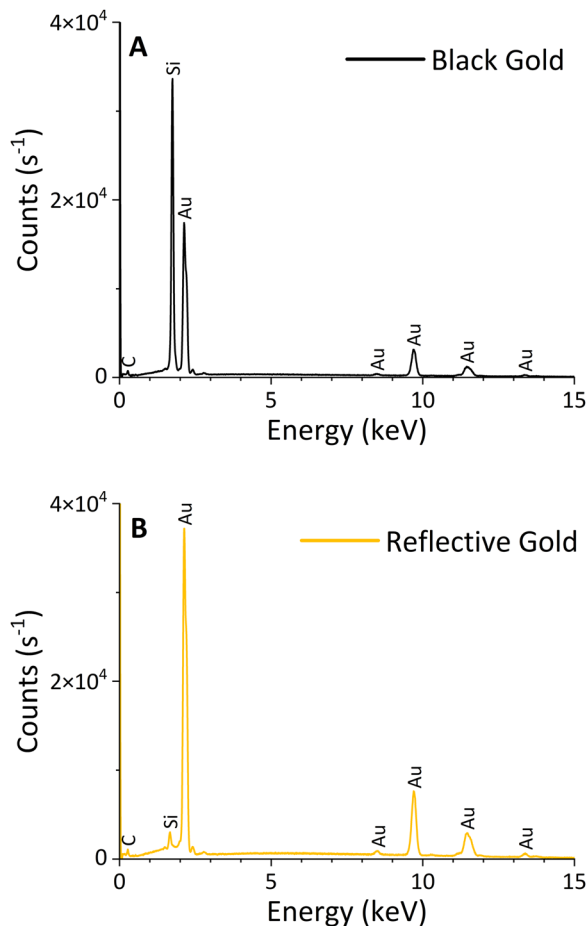 A
Black Gold
4×10⁴
2×10⁴
0
Counts (s⁻¹)
C
Si
Au
Au
Au
Au
Au
0
5
10
15
Energy (keV)
B
Reflective Gold
4×10⁴
2×10⁴
0
Counts (s⁻¹)
C
Si
Au
Au
Au
Au
Au
0
5
10
15
Energy (keV)